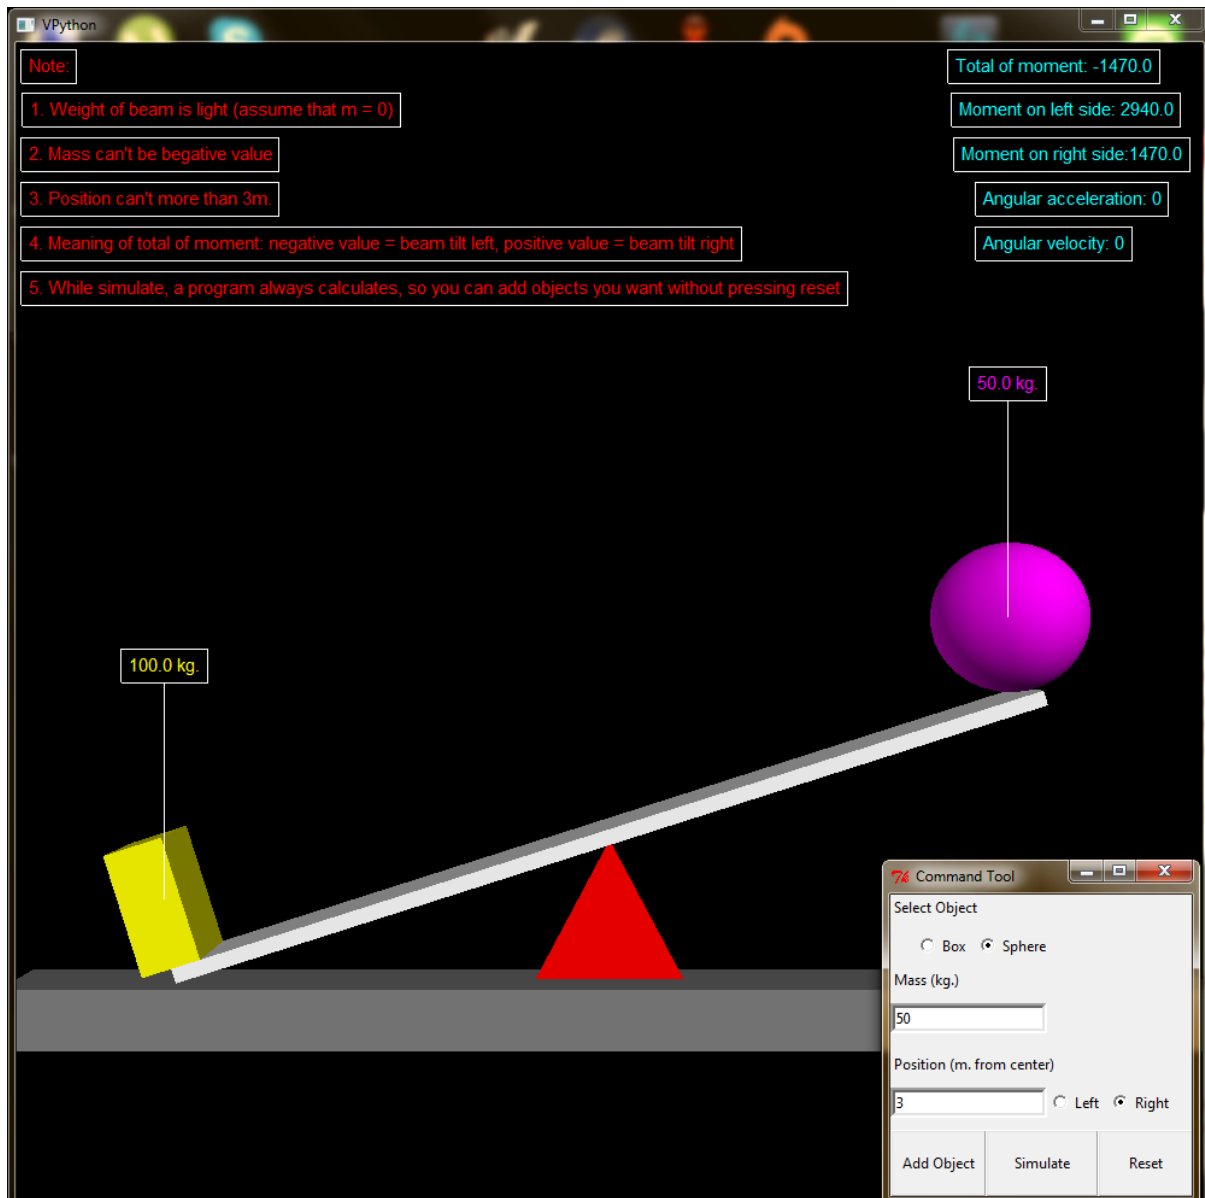 VPython
Note:
1. Weight of beam is light (assume that m = 0)
2. Mass can't be begative value
3. Position can't more than 3m.
4. Meaning of total of moment: negative value = beam tilt left, positive value = beam tilt right
5. While simulate, a program always calculates, so you can add objects you want without pressing reset
Total of moment: -1470.0
Moment on left side: 2940.0
Moment on right side:1470.0
Angular acceleration: 0
Angular velocity: 0
50.0 kg.
100.0 kg.
Command Tool
Select Object
Box Sphere
Mass (kg.)
50
Position (m. from center)
3 Left Right
Add Object Simulate Reset